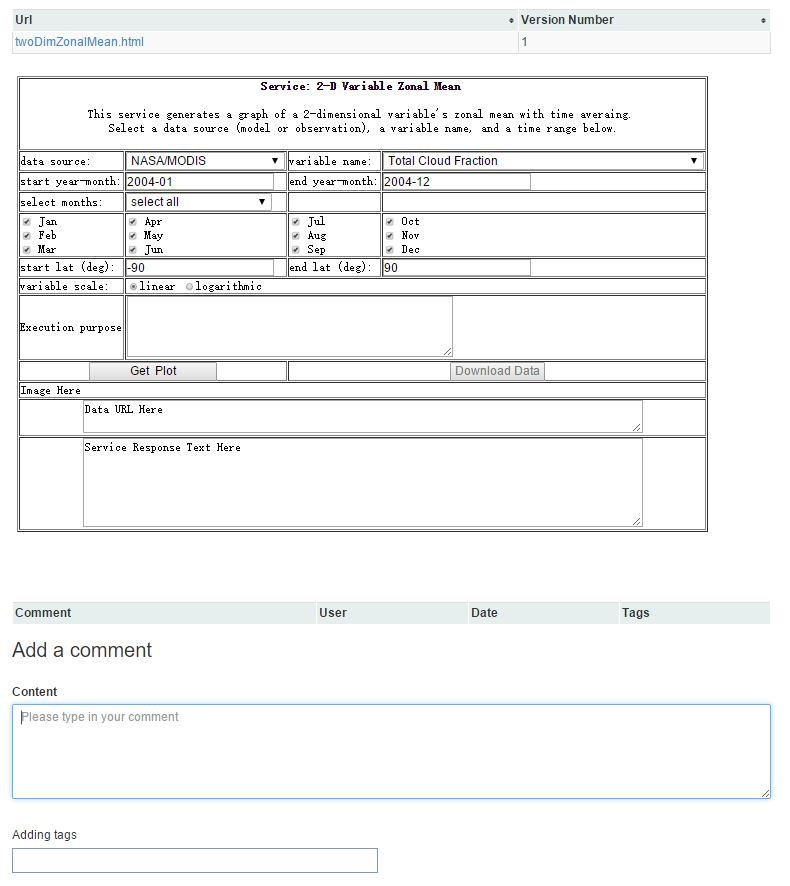 Url Version Number
twoDimZonalMean.html 1
Service: 2-D Variable Zonal Mean
This service generates a graph of a 2-dimensional variable's zonal mean with time averaing.
Select a data source (model or observation), a variable name, and a time range below.
data source: NASA/MODIS variable name: Total Cloud Fraction
start year-month: 2004-01 end year-month: 2004-12
select months: select all
Jan Apr Jul Oct
Feb May Aug Nov
Mar Jun Sep Dec
start lat (deg): -90 end lat (deg): 90
variable scale: linear logarithmic
Execution purpose
Get Plot Download Data
Image Here
Data URL Here
Service Response Text Here
Comment User Date Tags
Add a comment
Content
Please type in your comment
Adding tags